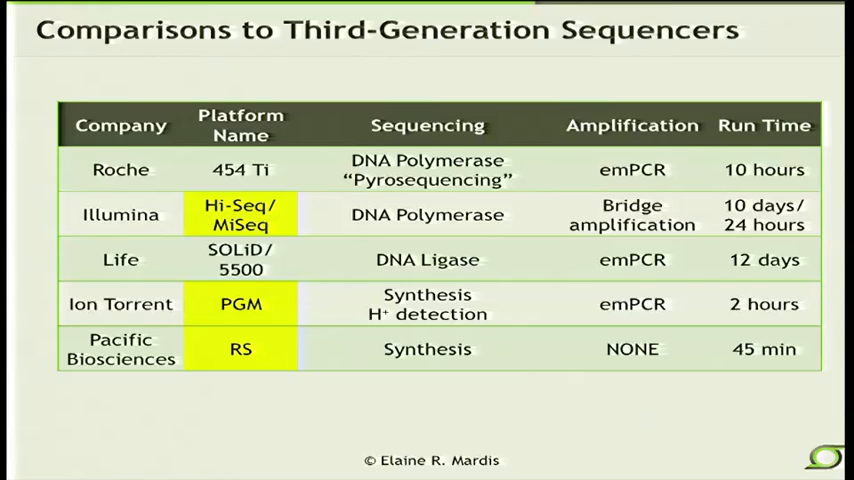 Comparisons to Third-Generation Sequencers
Company Platform Name Sequencing Amplification Run Time
Roche 454 Ti DNA Polymerase "Pyrosequencing" emPCR 10 hours
Illumina Hi-Seq/ MiSeq DNA Polymerase Bridge amplification 10 days/ 24 hours
Life SOLiD/ 5500 DNA Ligase emPCR 12 days
Ion Torrent PGM Synthesis H⁺ detection emPCR 2 hours
Pacific Biosciences RS Synthesis NONE 45 min
© Elaine R. Mardis